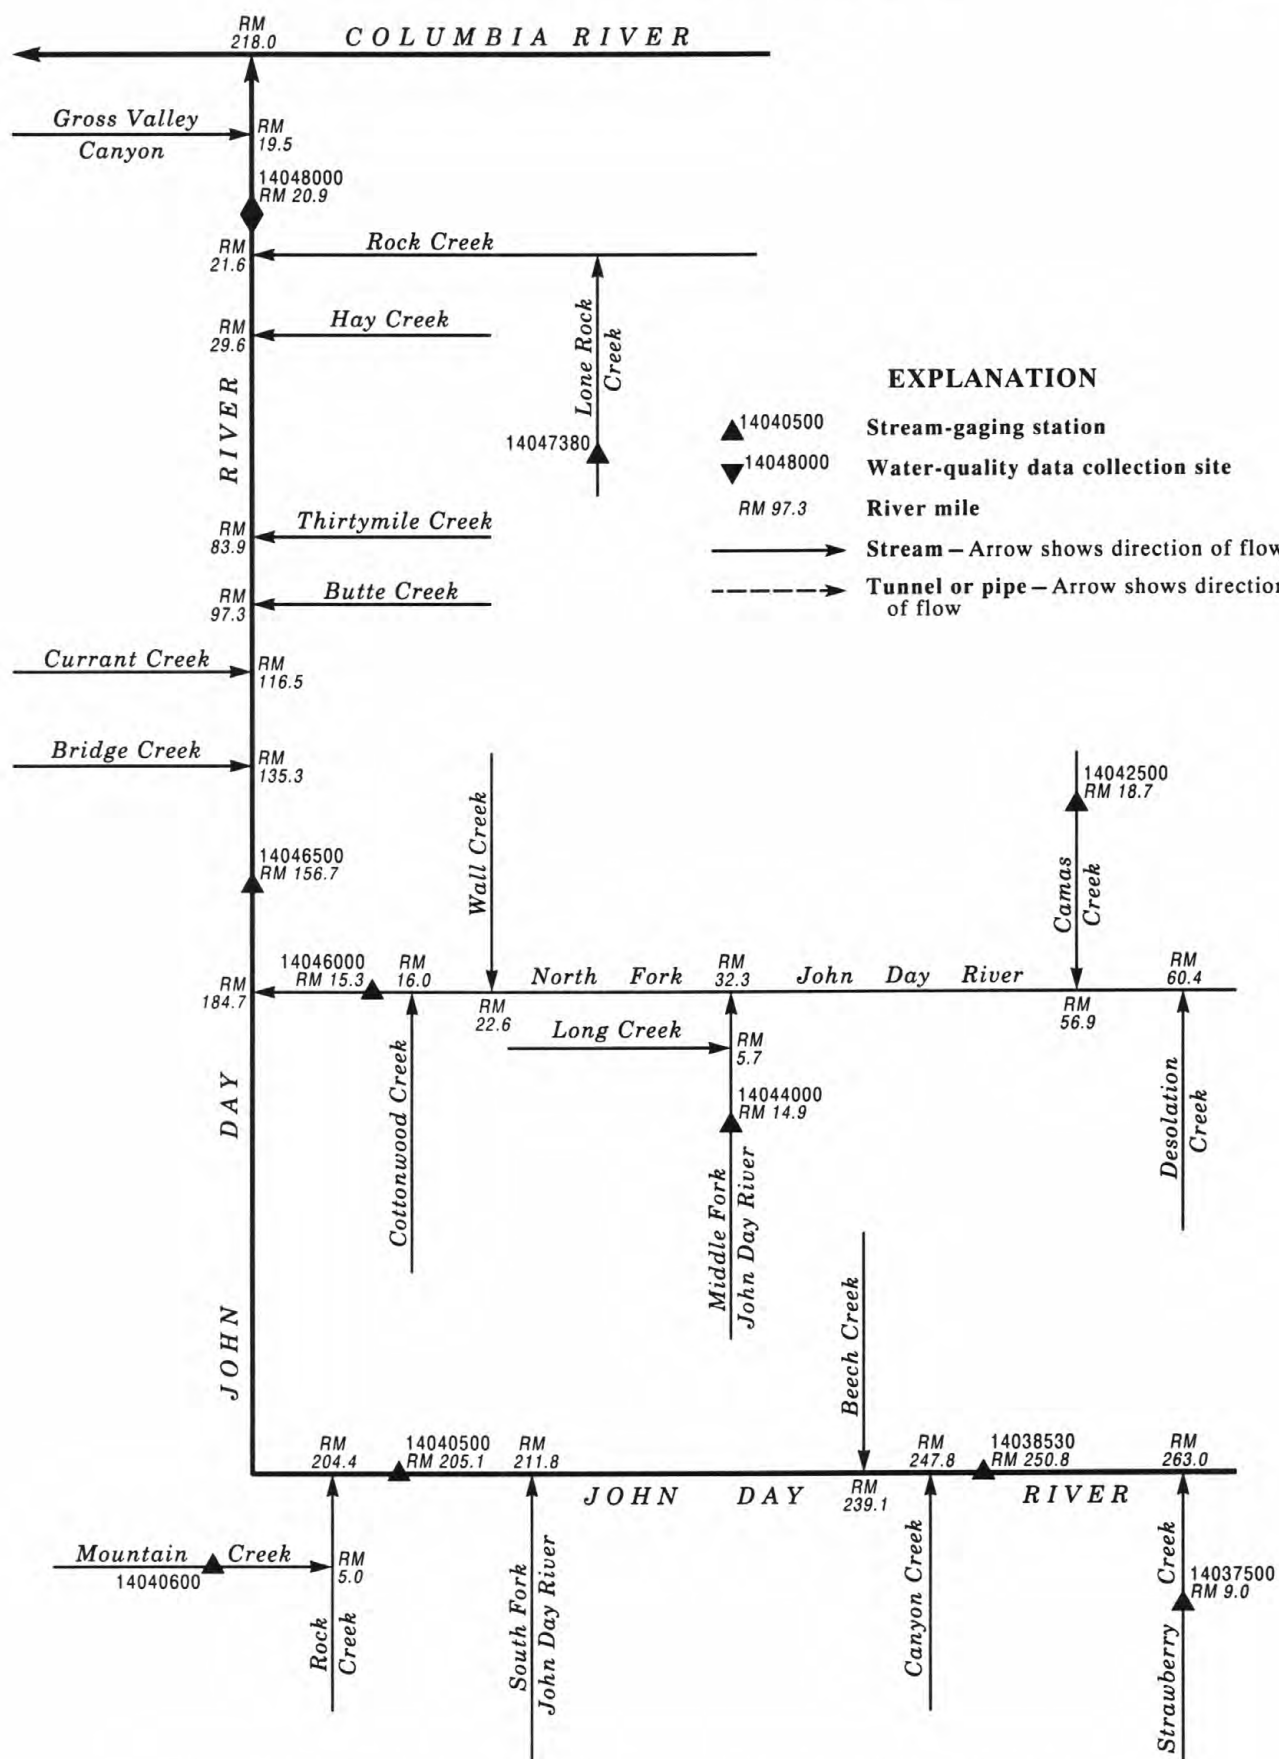 RM
218.0
COLUMBIA RIVER
Gross Valley
Canyon
RM
19.5
14048000
RM 20.9
RM
21.6
Rock Creek
RM
29.6
Hay Creek
Lone Rock
Creek
14047380
RIVER
EXPLANATION
14040500
Stream-gaging station
14048000
Water-quality data collection site
RM 97.3
River mile
Stream – Arrow shows direction of flow
Tunnel or pipe – Arrow shows direction
of flow
RM
83.9
Thirtymile Creek
RM
97.3
Butte Creek
Currant Creek
RM
116.5
Bridge Creek
RM
135.3
14046500
RM 156.7
Wall Creek
14042500
RM 18.7
Camas
Creek
RM
184.7
14046000
RM 15.3
RM
16.0
RM
22.6
North Fork
RM
32.3
John Day River
RM
56.9
RM
60.4
Long Creek
RM
5.7
14044000
RM 14.9
DAY
Cottonwood Creek
Middle Fork
John Day River
Desolation
Creek
Beech Creek
JOHN
RM
204.4
14040500
RM 205.1
RM
211.8
JOHN DAY
RM
239.1
RM
247.8
14038530
RM 250.8
RIVER
RM
263.0
Mountain Creek
14040600
RM
5.0
Rock
Creek
South Fork
John Day River
Canyon Creek
Strawberry Creek
14037500
RM 9.0